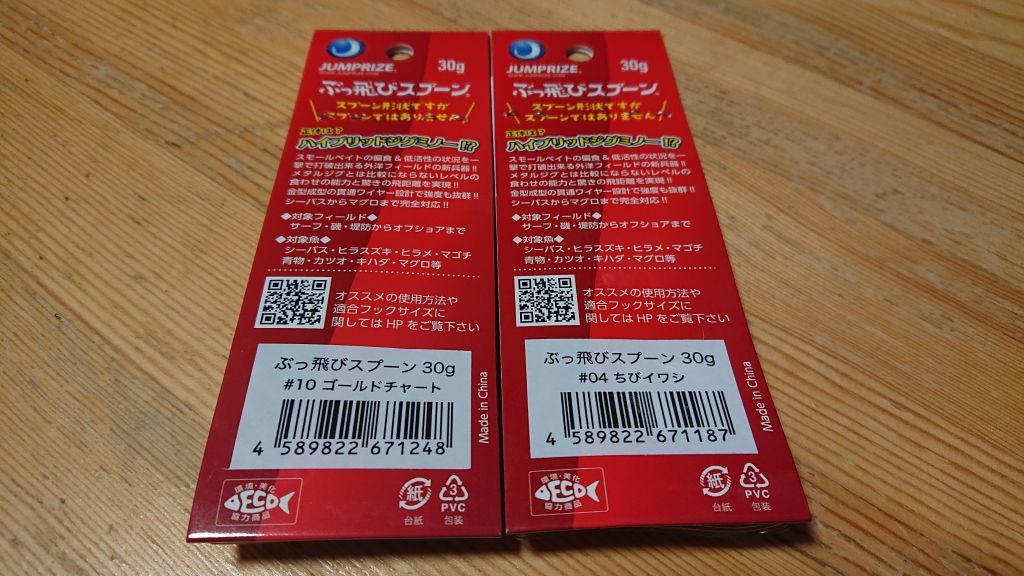 JUMPRIZE
30g
ぶっ飛びスプーン
スプーン形状ですが
スプーンではありません!
正体は?
ハイブリッドジグミノー!?
スモールベイトの偏食&低活性の状況を一
撃で打破出来る外洋フィールドの新兵器!!
メタルジグとは比較にならないレベルの
食わせの能力と驚きの飛距離を実現!!
金型成型の貫通ワイヤー設計で強度も抜群!!
シーバスからマグロまで完全対応!!
◆対象フィールド◆
サーフ・磯・堤防からオフショアまで
◆対象魚◆
シーバス・ヒラスズキ・ヒラメ・マゴチ
青物・カツオ・キハダ・マグロ等
オススメの使用方法や
適合フックサイズに
関してはHPをご覧下さい
ぶっ飛びスプーン 30g
#10 ゴールドチャート
4 589822 671248
Made in China
環境・美化
ECO
協力商品
紙
台紙
3
PVC
包装
JUMPRIZE
WWW.JUMPRIZE.COM
30g
ぶっ飛びスプーン
スプーン形状ですが
スプーンではありません!
正体は?
ハイブリッドジグミノー!?
スモールベイトの偏食&低活性の状況を一
撃で打破出来る外洋フィールドの新兵器!!
メタルジグとは比較にならないレベルの
食わせの能力と驚きの飛距離を実現!!
金型成型の貫通ワイヤー設計で強度も抜群!!
シーバスからマグロまで完全対応!!
◆対象フィールド◆
サーフ・磯・堤防からオフショアまで
◆対象魚◆
シーバス・ヒラスズキ・ヒラメ・マゴチ
青物・カツオ・キハダ・マグロ等
オススメの使用方法や
適合フックサイズに
関してはHPをご覧下さい
ぶっ飛びスプーン 30g
#04 ちびイワシ
4 589822 671187
Made in China
環境・美化
ECO
協力商品
紙
台紙
3
PVC
包装